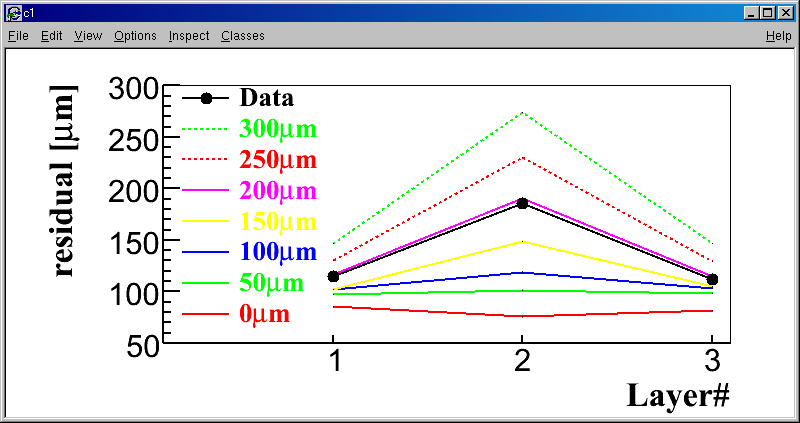 c1
File Edit View Options Inspect Classes Help
residual [μm]
300
250
200
150
100
50
Data
300μm
250μm
200μm
150μm
100μm
50μm
0μm
1 2 3
Layer#